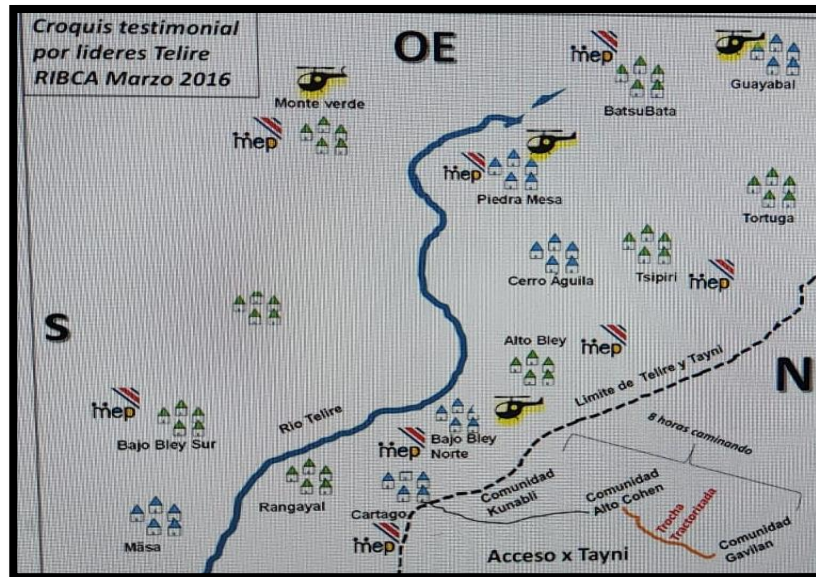 Croquis testimonial
por lideres Telire
RIBCA Marzo 2016
OE
mep
Guayabal
Monte verde
BatsuBata
mep
mep
Piedra Mesa
Tortuga
Cerro Águila
Tsipiri
mep
S
Alto Bley
mep
Limite de Telire y Tayni
N
mep
Rio Telire
Bajo Bley Sur
mep
Bajo Bley
Norte
8 horas caminando
Rangayal
Cartago
Comunidad
Kunabli
Comunidad
Alto Cohen
Trocha
Tractorizada
Comunidad
Gavilan
Mãsa
mep
Acceso x Tayni